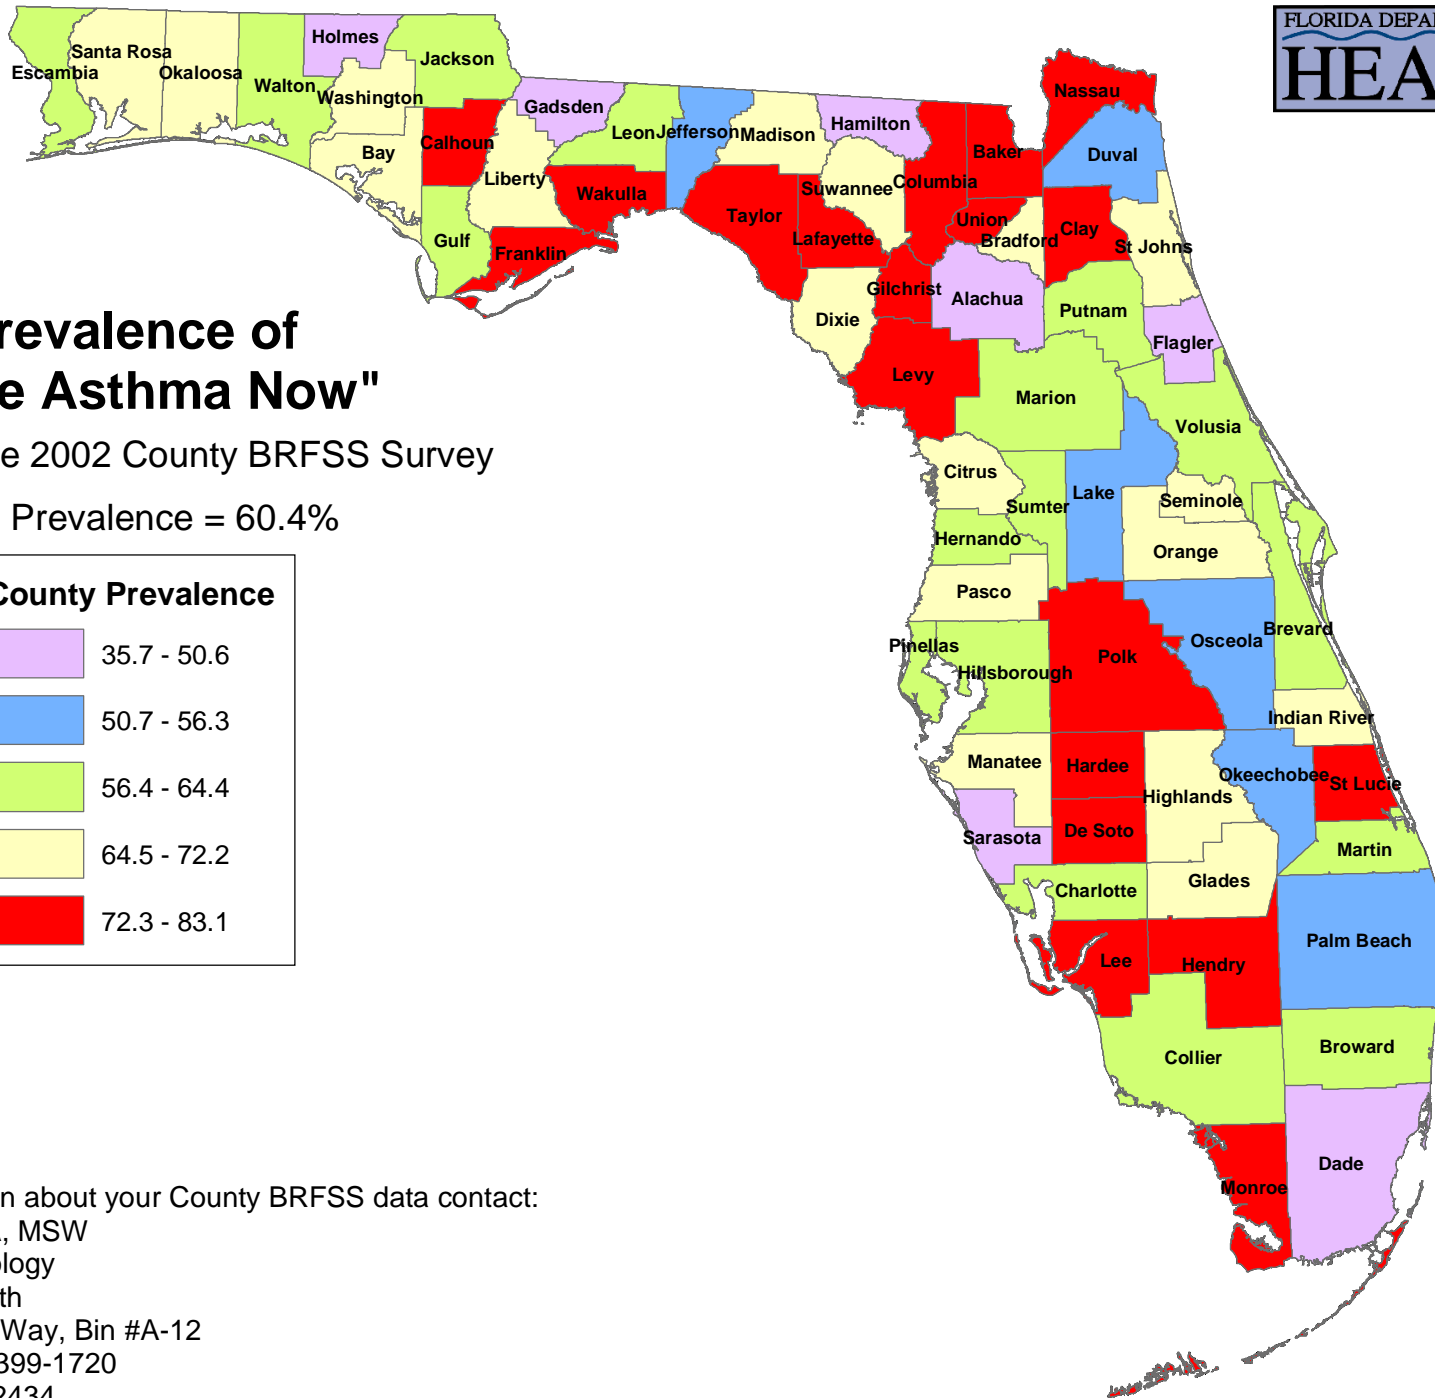 FLORIDA DEPA
HEA
Holmes
Santa Rosa
Jackson
Escambia
Okaloosa
Walton
Washington
Nassau
Gadsden
Leon
Jefferson
Madison
Hamilton
Calhoun
Bay
Baker
Duval
Liberty
Wakulla
Suwannee
Columbia
Taylor
Union
Gulf
Franklin
Lafayette
Bradford
Clay
St Johns
Gilchrist
Alachua
Dixie
Putnam
Flagler
Levy
Marion
Volusia
Citrus
Lake
Seminole
Sumter
Hernando
Orange
Pasco
Pinellas
Hillsborough
Polk
Osceola
Brevard
Indian River
Manatee
Hardee
Okeechobee
St Lucie
Highlands
Sarasota
De Soto
Martin
Charlotte
Glades
Lee
Hendry
Palm Beach
Collier
Broward
Dade
Monroe
revalence of
e Asthma Now"
e 2002 County BRFSS Survey
Prevalence = 60.4%
County Prevalence
35.7 - 50.6
50.7 - 56.3
56.4 - 64.4
64.5 - 72.2
72.3 - 83.1
n about your County BRFSS data contact:
, MSW
ology
th
Way, Bin #A-12
399-1720
2434